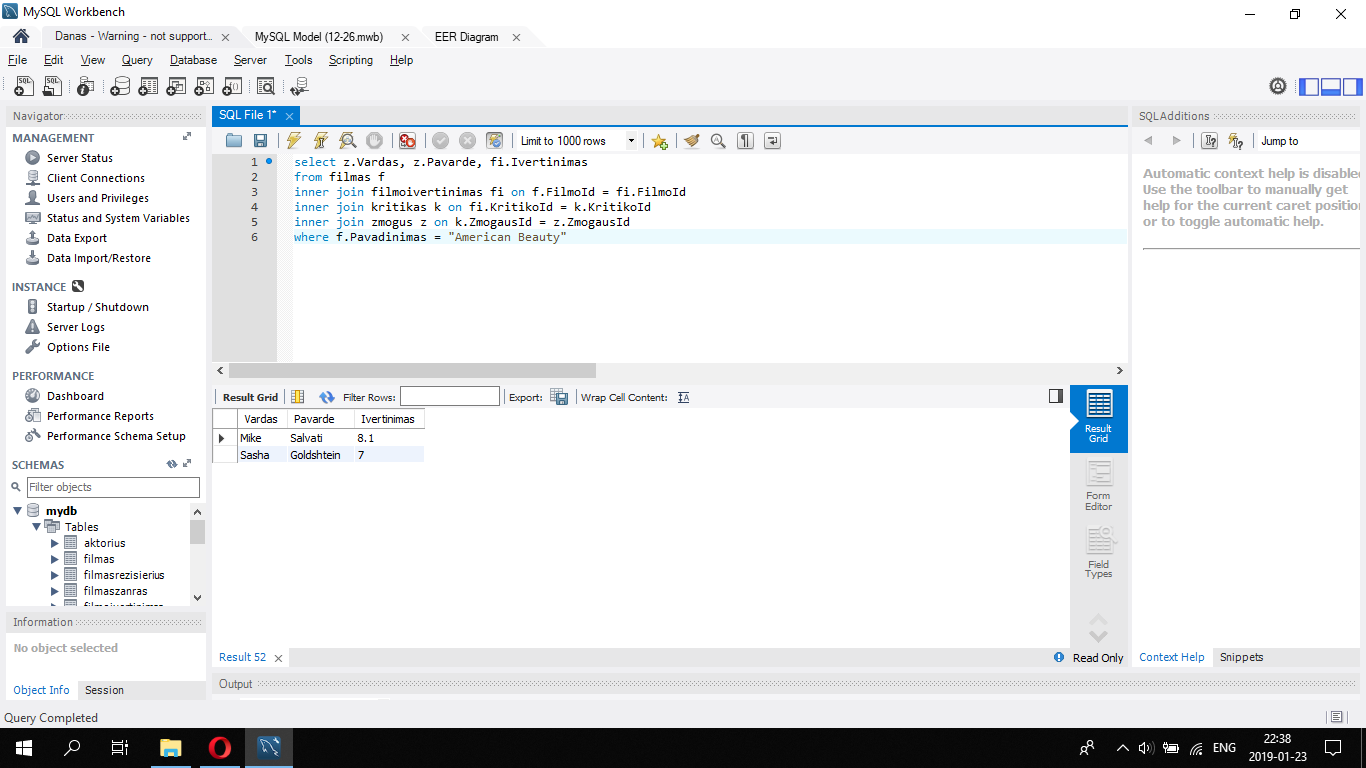 MySQL Workbench
Danas - Warning - not support...
MySQL Model (12-26.mwb)
EER Diagram
File Edit View Query Database Server Tools Scripting Help
Navigator
MANAGEMENT
Server Status
Client Connections
Users and Privileges
Status and System Variables
Data Export
Data Import/Restore
INSTANCE
Startup / Shutdown
Server Logs
Options File
PERFORMANCE
Dashboard
Performance Reports
Performance Schema Setup
SCHEMAS
Filter objects
mydb
Tables
aktorius
filmas
filmasrezisierius
filmaszanras
filmoivertinimas
Information
No object selected
Object Info Session
Query Completed
SQL File 1*
Limit to 1000 rows
1 select z.Vardas, z.Pavarde, fi.Ivertinimas
2 from filmas f
3 inner join filmoivertinimas fi on f.FilmoId = fi.FilmoId
4 inner join kritikas k on fi.KritikoId = k.KritikoId
5 inner join zmogus z on k.ZmogausId = z.ZmogausId
6 where f.Pavadinimas = "American Beauty"
Result Grid Filter Rows: Export: Wrap Cell Content:
Vardas Pavarde Ivertinimas
Mike Salvati 8.1
Sasha Goldshtein 7
Result Grid
Form Editor
Field Types
Result 52
Read Only
Output
SQLAdditions
Jump to
Automatic context help is disabled
Use the toolbar to manually get
help for the current caret position
or to toggle automatic help.
Context Help Snippets
ENG
22:38
2019-01-23